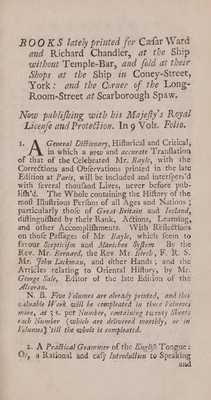 BOOKS lately printed for Cæsar Ward
and Richard Chandler, at the Ship
without Temple-Bar, and sold at their
Shops at the Ship in Coney-Street,
York: and the Corner of the Long-
Room-Street at Scarborough Spaw.
Now publishing with his Majesty's Royal
License and Protection. In 9 Vols. Folio.
1. A General Dictionary, Historical and Critical,
in which a new and accurate Translation
of that of the Celebrated Mr. Bayle, with the
Corrections and Observations printed in the late
Edition at Paris, will be included and interspers'd
with several thousand Lives, never before pub-
lish'd. The Whole containing the History of the
most Illustrious Persons of all Ages and Nations;
particularly those of Great-Britain and Ireland,
distinguished by their Rank, Actions, Learning,
and other Accomplishments. With Reflections
on those Passages of Mr. Bayle, which seem to
favour Scepticism and Manichee System. By the
Rev. Mr. Bernard, the Rev. Mr. Birch, F. R. S.
Mr. John Lockman, and other Hands; and the
Articles relating to Oriental History, by Mr.
George Sale, Editor of the late Edition of the
Alcoran.
N. B. Five Volumes are already printed, and this
valuable Work will be compleated in three Volumes
more, at 3 s. per Number, containing twenty Sheets
each Number (which are delivered monthly, or in
Volumes) 'till the whole is compleated.
2. A Practical Grammer of the English Tongue:
Or, a Rational and easy Introduction to Speaking
and